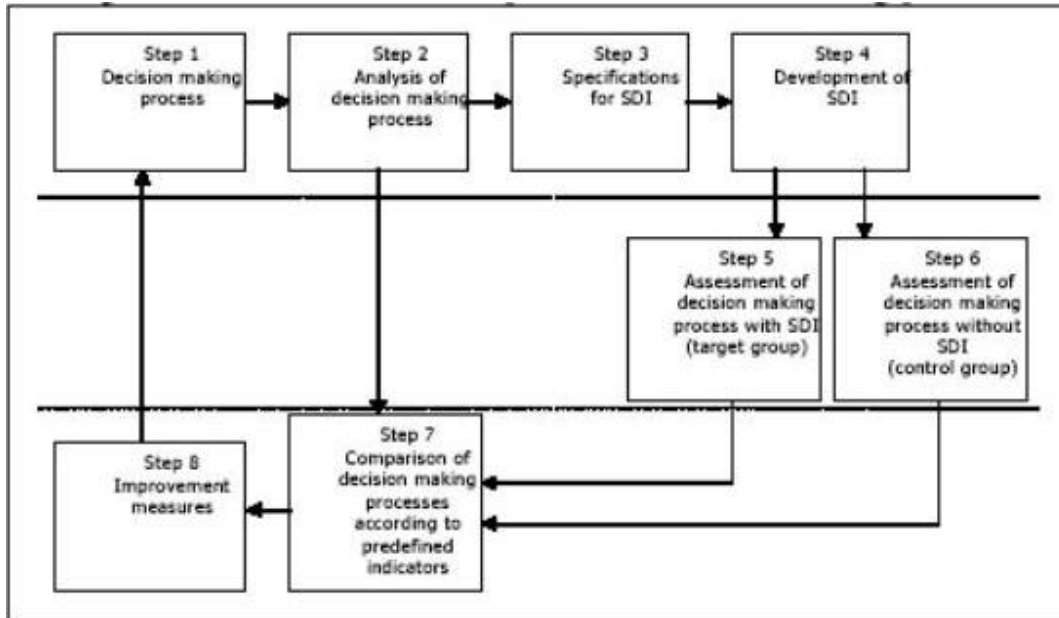 Step 1
Decision making
process
Step 2
Analysis of
decision making
process
Step 3
Specifications
for SDI
Step 4
Development of
SDI
Step 5
Assessment of
decision making
process with SDI
(target group)
Step 6
Assessment of
decision making
process without
SDI
(control group)
Step 7
Comparison of
decision making
processes
according to
predefined
indicators
Step 8
Improvement
measures